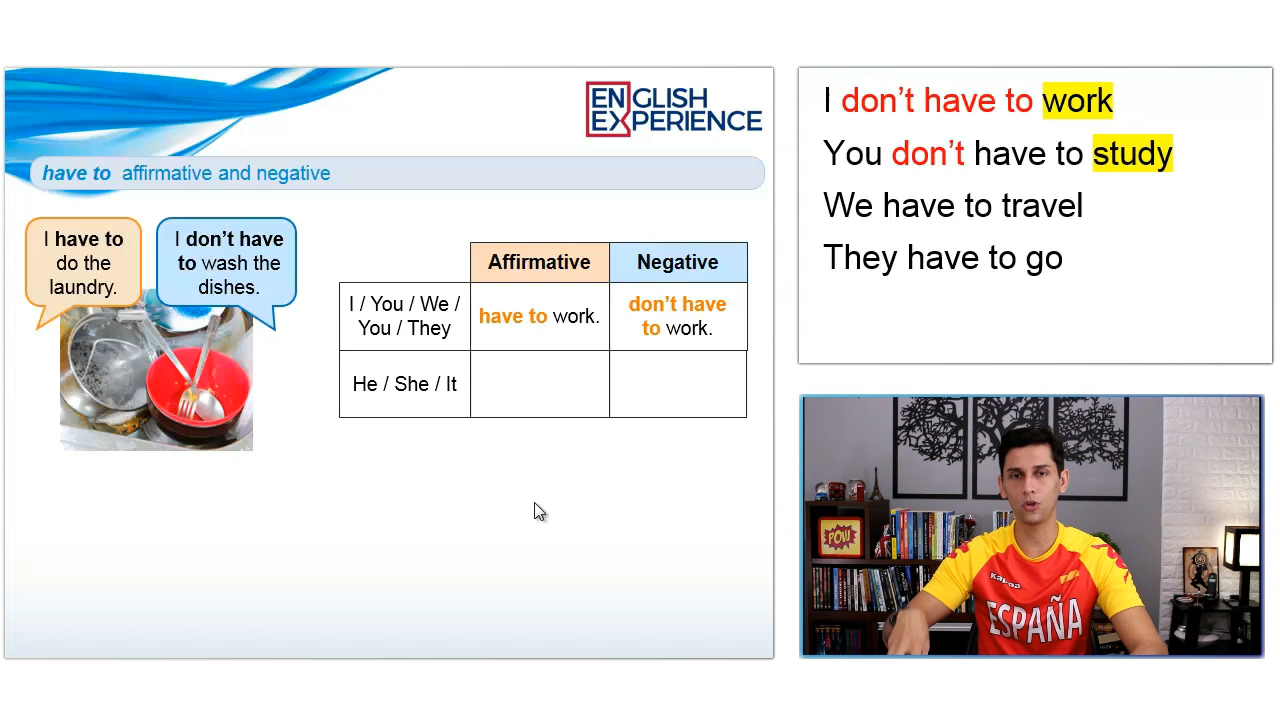 ENGLISH
EXPERIENCE
have to affirmative and negative
I have to
do the
laundry.
I don't have
to wash the
dishes.
Affirmative
Negative
I / You / We /
You / They
have to work.
don't have
to work.
He / She / It
I don't have to work
You don't have to study
We have to travel
They have to go
POW
Kappa
ESPAÑA